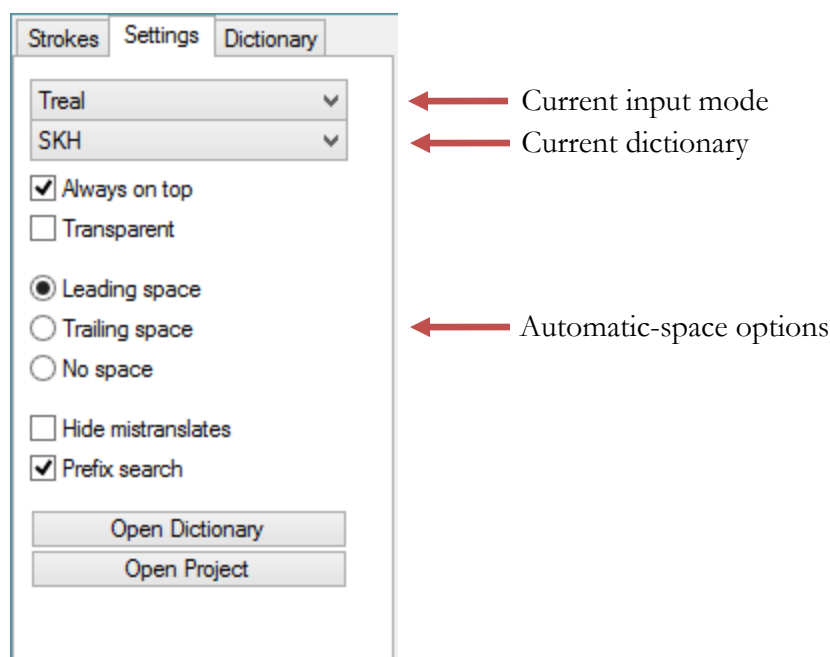 Strokes Settings Dictionary
Treal Current input mode
SKH Current dictionary
Always on top
Transparent
Leading space
Trailing space Automatic-space options
No space
Hide mistranslates
Prefix search
Open Dictionary
Open Project